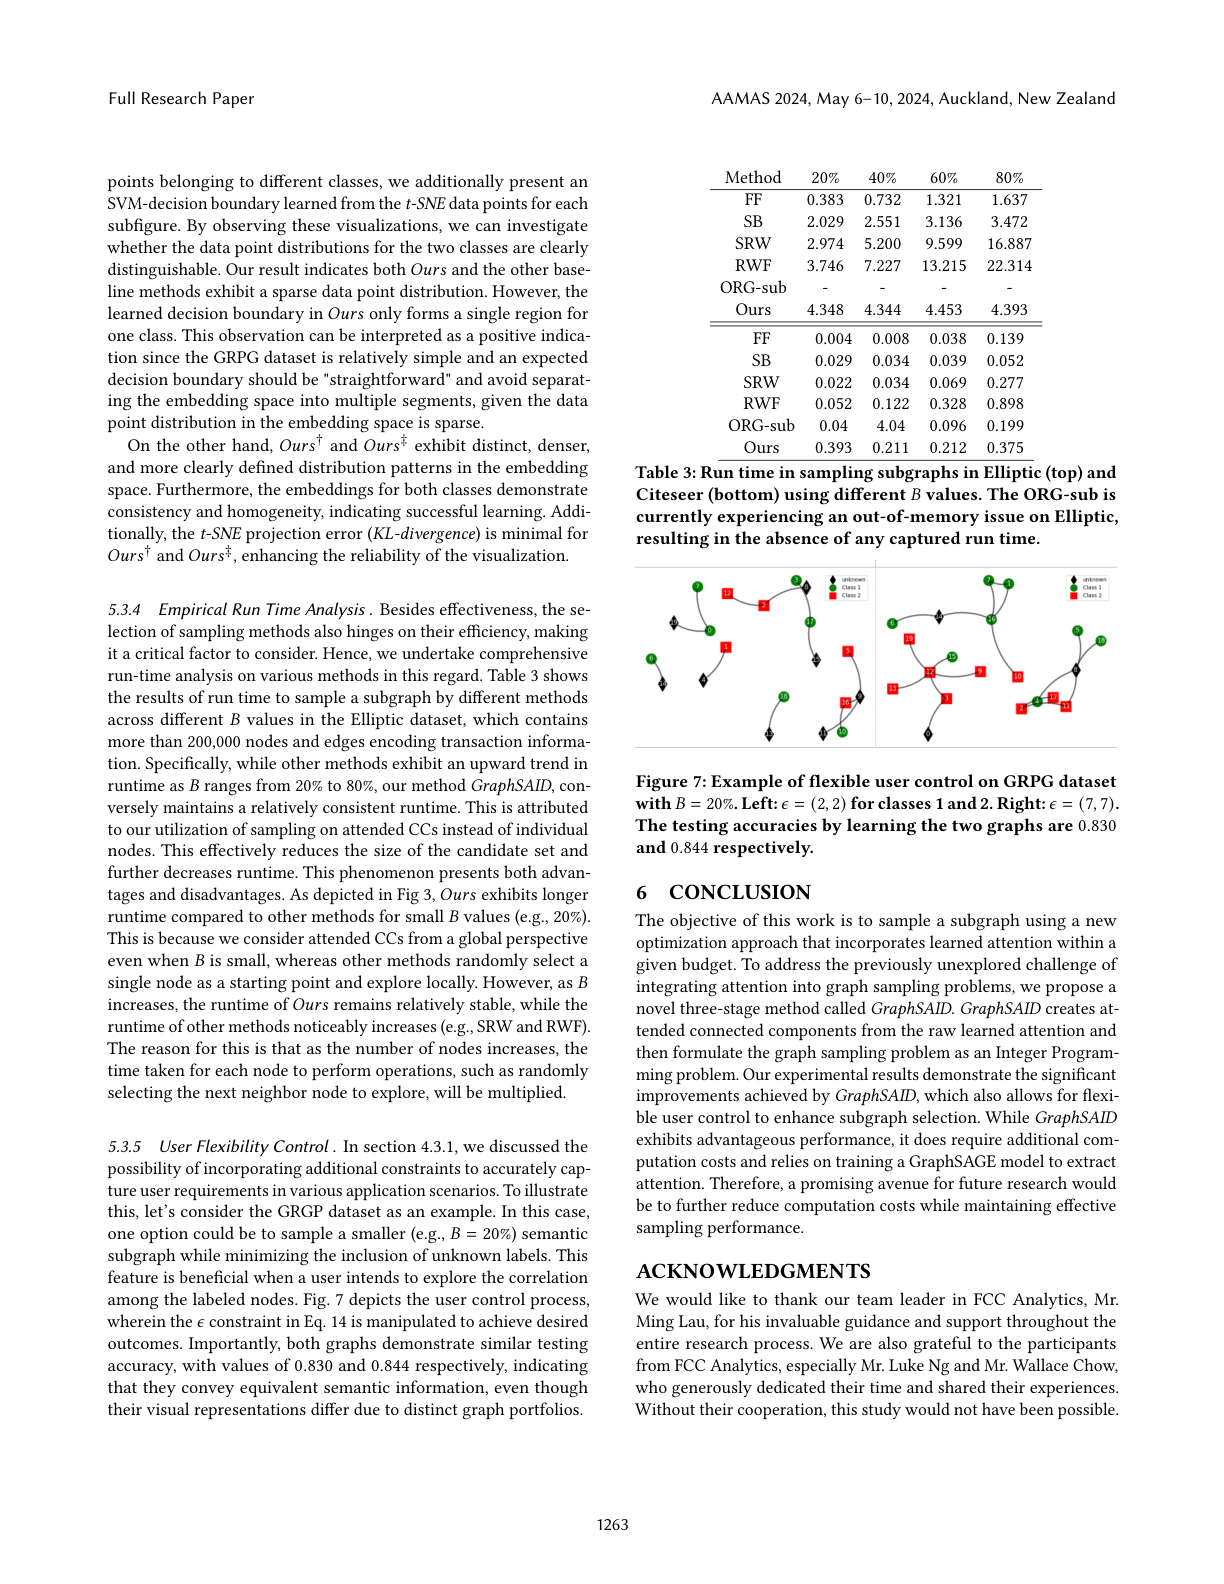 Full Research Paper
AAMAS 2024, May 6–10, 2024, Auckland, New Zealand
points belonging to different classes, we additionally present an
SVM-decision boundary learned from the t-SNE data points for each
subfigure. By observing these visualizations, we can investigate
whether the data point distributions for the two classes are clearly
distinguishable. Our result indicates both Ours and the other base-
line methods exhibit a sparse data point distribution. However, the
learned decision boundary in Ours only forms a single region for
one class. This observation can be interpreted as a positive indica-
tion since the GRPG dataset is relatively simple and an expected
decision boundary should be "straightforward" and avoid separat-
ing the embedding space into multiple segments, given the data
point distribution in the embedding space is sparse.
On the other hand, Ours† and Ours‡ exhibit distinct, denser,
and more clearly defined distribution patterns in the embedding
space. Furthermore, the embeddings for both classes demonstrate
consistency and homogeneity, indicating successful learning. Addi-
tionally, the t-SNE projection error (KL-divergence) is minimal for
Ours† and Ours‡, enhancing the reliability of the visualization.
5.3.4 Empirical Run Time Analysis . Besides effectiveness, the se-
lection of sampling methods also hinges on their efficiency, making
it a critical factor to consider. Hence, we undertake comprehensive
run-time analysis on various methods in this regard. Table 3 shows
the results of run time to sample a subgraph by different methods
across different B values in the Elliptic dataset, which contains
more than 200,000 nodes and edges encoding transaction informa-
tion. Specifically, while other methods exhibit an upward trend in
runtime as B ranges from 20% to 80%, our method GraphSAID, con-
versely maintains a relatively consistent runtime. This is attributed
to our utilization of sampling on attended CCs instead of individual
nodes. This effectively reduces the size of the candidate set and
further decreases runtime. This phenomenon presents both advan-
tages and disadvantages. As depicted in Fig 3, Ours exhibits longer
runtime compared to other methods for small B values (e.g., 20%).
This is because we consider attended CCs from a global perspective
even when B is small, whereas other methods randomly select a
single node as a starting point and explore locally. However, as B
increases, the runtime of Ours remains relatively stable, while the
runtime of other methods noticeably increases (e.g., SRW and RWF).
The reason for this is that as the number of nodes increases, the
time taken for each node to perform operations, such as randomly
selecting the next neighbor node to explore, will be multiplied.
5.3.5 User Flexibility Control . In section 4.3.1, we discussed the
possibility of incorporating additional constraints to accurately cap-
ture user requirements in various application scenarios. To illustrate
this, let's consider the GRGP dataset as an example. In this case,
one option could be to sample a smaller (e.g., B = 20%) semantic
subgraph while minimizing the inclusion of unknown labels. This
feature is beneficial when a user intends to explore the correlation
among the labeled nodes. Fig. 7 depicts the user control process,
wherein the ϵ constraint in Eq. 14 is manipulated to achieve desired
outcomes. Importantly, both graphs demonstrate similar testing
accuracy, with values of 0.830 and 0.844 respectively, indicating
that they convey equivalent semantic information, even though
their visual representations differ due to distinct graph portfolios.
Method 20% 40% 60% 80%
FF 0.383 0.732 1.321 1.637
SB 2.029 2.551 3.136 3.472
SRW 2.974 5.200 9.599 16.887
RWF 3.746 7.227 13.215 22.314
ORG-sub - - - -
Ours 4.348 4.344 4.453 4.393
FF 0.004 0.008 0.038 0.139
SB 0.029 0.034 0.039 0.052
SRW 0.022 0.034 0.069 0.277
RWF 0.052 0.122 0.328 0.898
ORG-sub 0.04 4.04 0.096 0.199
Ours 0.393 0.211 0.212 0.375
Table 3: Run time in sampling subgraphs in Elliptic (top) and
Citeseer (bottom) using different B values. The ORG-sub is
currently experiencing an out-of-memory issue on Elliptic,
resulting in the absence of any captured run time.
unknown
Class 1
Class 2
unknown
Class 1
Class 2
Figure 7: Example of flexible user control on GRPG dataset
with B = 20%. Left: ϵ = (2, 2) for classes 1 and 2. Right: ϵ = (7, 7).
The testing accuracies by learning the two graphs are 0.830
and 0.844 respectively.
6 CONCLUSION
The objective of this work is to sample a subgraph using a new
optimization approach that incorporates learned attention within a
given budget. To address the previously unexplored challenge of
integrating attention into graph sampling problems, we propose a
novel three-stage method called GraphSAID. GraphSAID creates at-
tended connected components from the raw learned attention and
then formulate the graph sampling problem as an Integer Program-
ming problem. Our experimental results demonstrate the significant
improvements achieved by GraphSAID, which also allows for flexi-
ble user control to enhance subgraph selection. While GraphSAID
exhibits advantageous performance, it does require additional com-
putation costs and relies on training a GraphSAGE model to extract
attention. Therefore, a promising avenue for future research would
be to further reduce computation costs while maintaining effective
sampling performance.
ACKNOWLEDGMENTS
We would like to thank our team leader in FCC Analytics, Mr.
Ming Lau, for his invaluable guidance and support throughout the
entire research process. We are also grateful to the participants
from FCC Analytics, especially Mr. Luke Ng and Mr. Wallace Chow,
who generously dedicated their time and shared their experiences.
Without their cooperation, this study would not have been possible.
1263